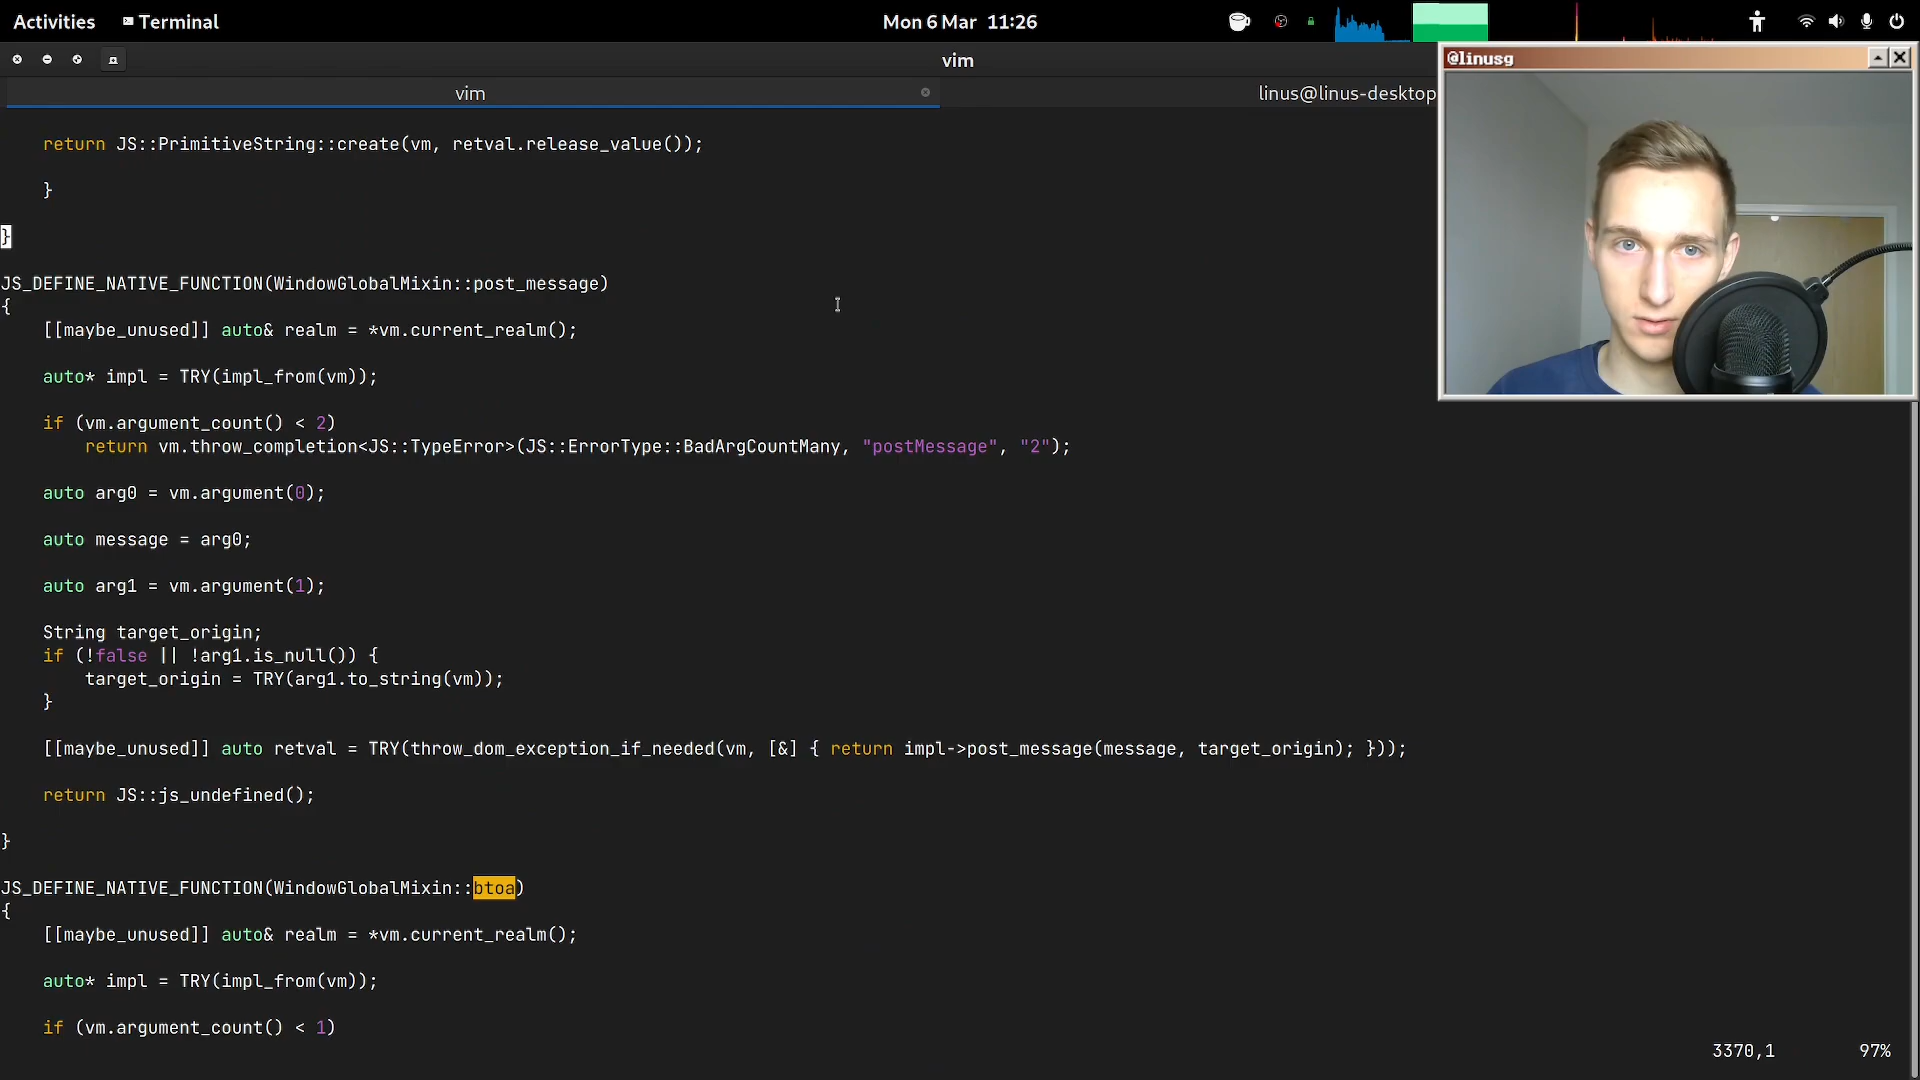 Activities Terminal Mon 6 Mar 11:26
vim
vim linus@linus-desktop
@linusg
return JS::PrimitiveString::create(vm, retval.release_value());
}
}
JS_DEFINE_NATIVE_FUNCTION(WindowGlobalMixin::post_message)
{
[[maybe_unused]] auto& realm = *vm.current_realm();
auto* impl = TRY(impl_from(vm));
if (vm.argument_count() < 2)
return vm.throw_completion<JS::TypeError>(JS::ErrorType::BadArgCountMany, "postMessage", "2");
auto arg0 = vm.argument(0);
auto message = arg0;
auto arg1 = vm.argument(1);
String target_origin;
if (!false || !arg1.is_null()) {
target_origin = TRY(arg1.to_string(vm));
}
[[maybe_unused]] auto retval = TRY(throw_dom_exception_if_needed(vm, [&] { return impl->post_message(message, target_origin); }));
return JS::js_undefined();
}
JS_DEFINE_NATIVE_FUNCTION(WindowGlobalMixin::btoa)
{
[[maybe_unused]] auto& realm = *vm.current_realm();
auto* impl = TRY(impl_from(vm));
if (vm.argument_count() < 1)
3370,1 97%